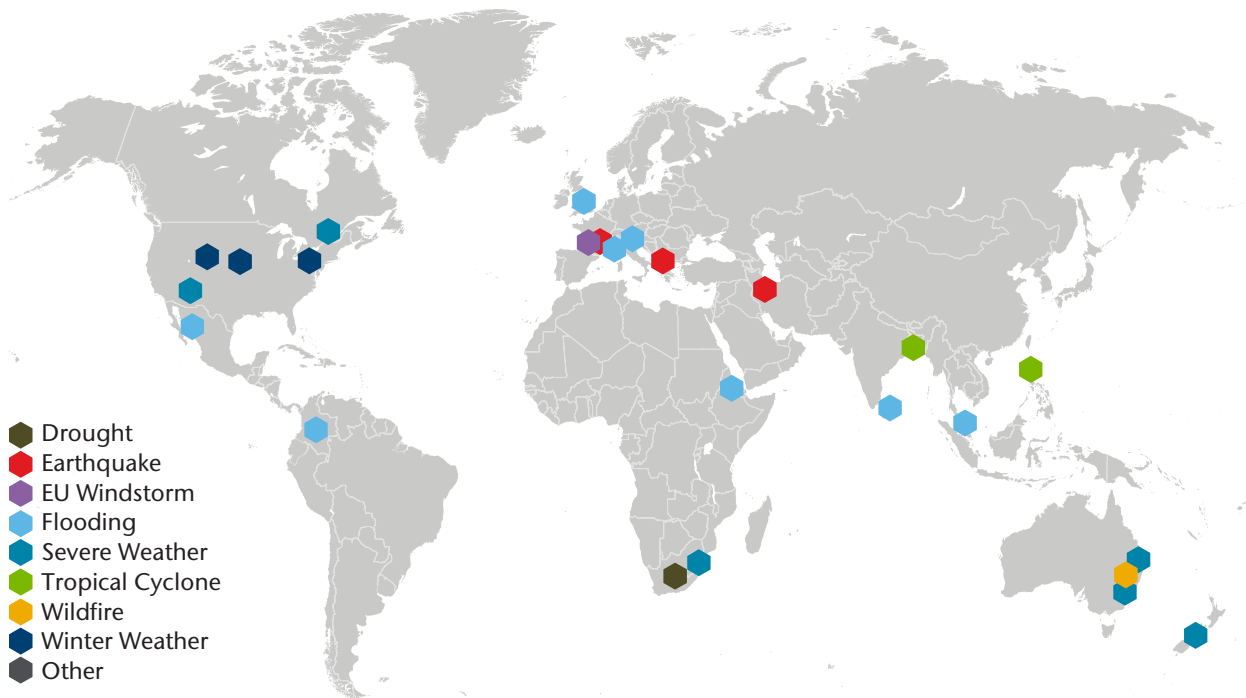 Drought
Earthquake
EU Windstorm
Flooding
Severe Weather
Tropical Cyclone
Wildfire
Winter Weather
Other